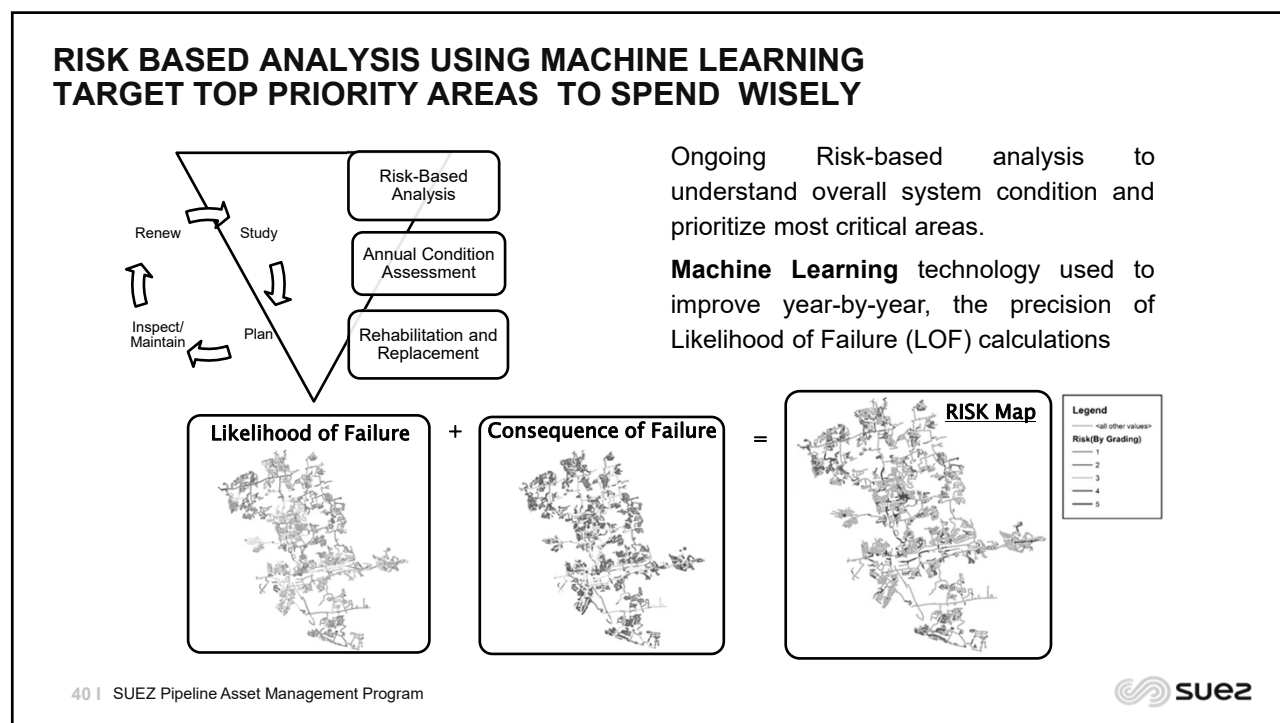 RISK BASED ANALYSIS USING MACHINE LEARNING
TARGET TOP PRIORITY AREAS TO SPEND WISELY
Risk-Based
Analysis
Renew
Study
Annual Condition
Assessment
Inspect/
Maintain
Plan
Rehabilitation and
Replacement
Ongoing Risk-based analysis to
understand overall system condition and
prioritize most critical areas.
Machine Learning technology used to
improve year-by-year, the precision of
Likelihood of Failure (LOF) calculations
Likelihood of Failure
+
Consequence of Failure
=
RISK Map
Legend
<all other values>
Risk(By Grading)
1
2
3
4
5
40 I SUEZ Pipeline Asset Management Program
suez